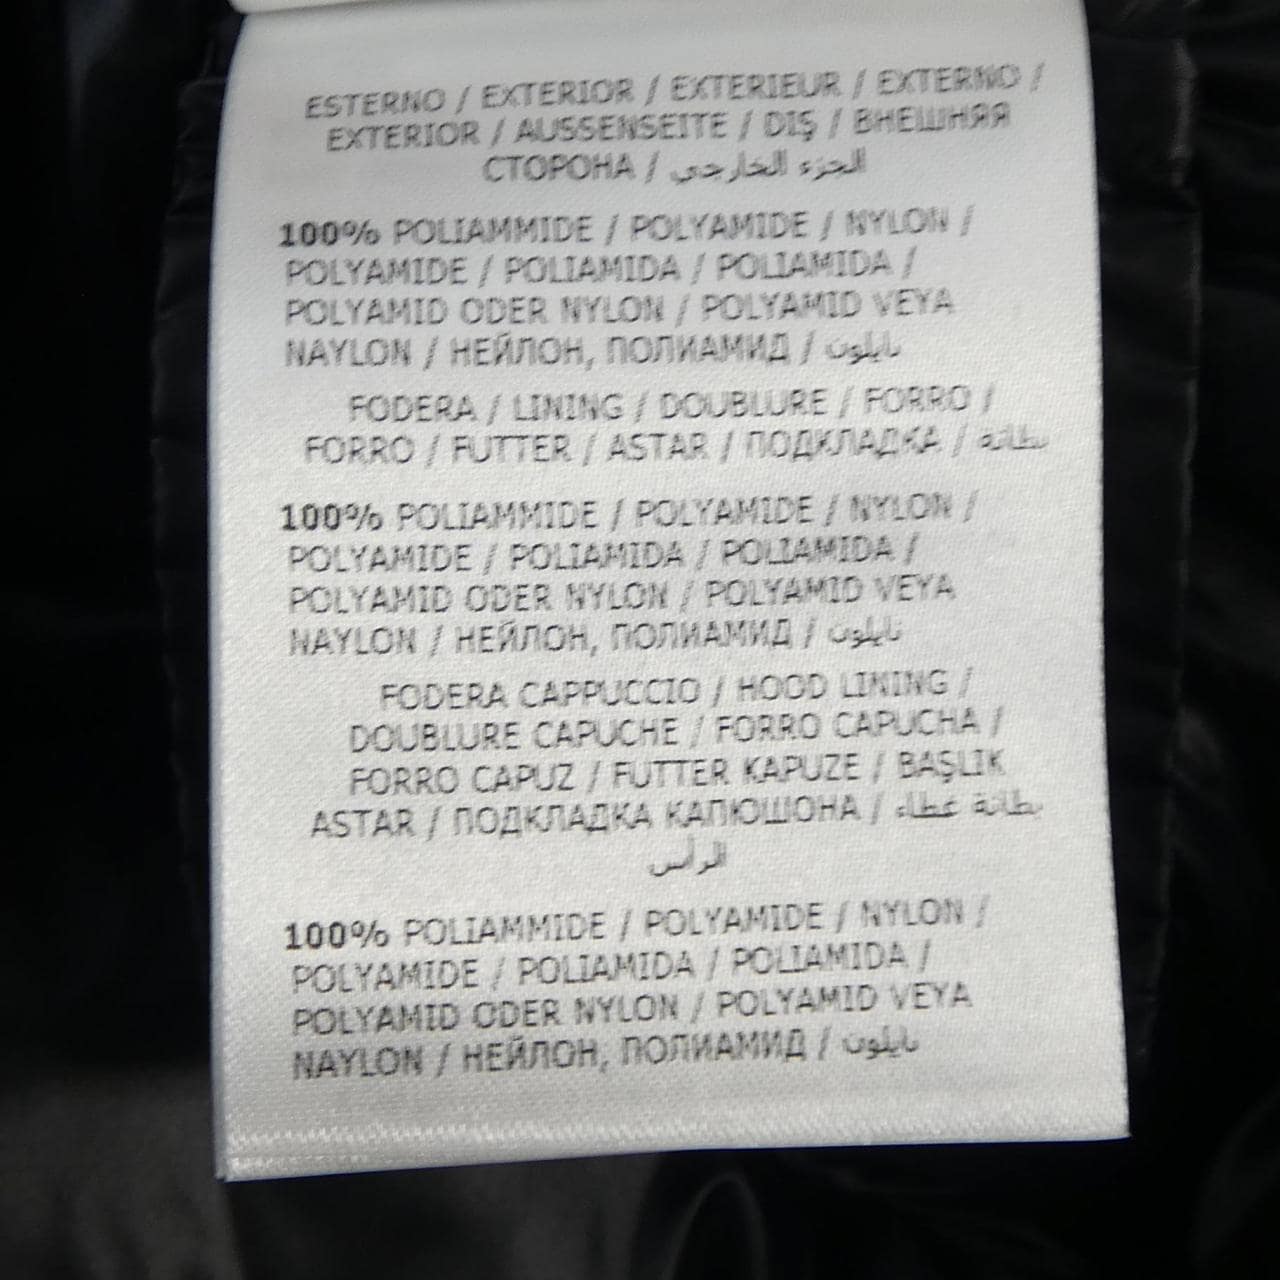 ESTERNO / EXTERIOR / EXTERIEUR / EXTERNO /
EXTERIOR / AUSSENSEITE / DIŞ / ВНЕШНЯЯ
СТОРОНА / الجزء الخارجي
100% POLIAMMIDE / POLYAMIDE / NYLON /
POLYAMIDE / POLIAMIDA / POLIAMIDA /
POLYAMID ODER NYLON / POLYAMID VEYA
NAYLON / НЕЙЛОН, ПОЛИАМИД / نايلون
FODERA / LINING / DOUBLURE / FORRO /
FORRO / FUTTER / ASTAR / ПОДКЛАДКА / بطانه
100% POLIAMMIDE / POLYAMIDE / NYLON /
POLYAMIDE / POLIAMIDA / POLIAMIDA /
POLYAMID ODER NYLON / POLYAMID VEYA
NAYLON / НЕЙЛОН, ПОЛИАМИД / نايلون
FODERA CAPPUCCIO / HOOD LINING /
DOUBLURE CAPUCHE / FORRO CAPUCHA /
FORRO CAPUZ / FUTTER KAPUZE / BAŞLIK
ASTAR / ПОДКЛАДКА КАПЮШОНА / بطانة غطاء
الرأس
100% POLIAMMIDE / POLYAMIDE / NYLON /
POLYAMIDE / POLIAMIDA / POLIAMIDA /
POLYAMID ODER NYLON / POLYAMID VEYA
NAYLON / НЕЙЛОН, ПОЛИАМИД / نايلون